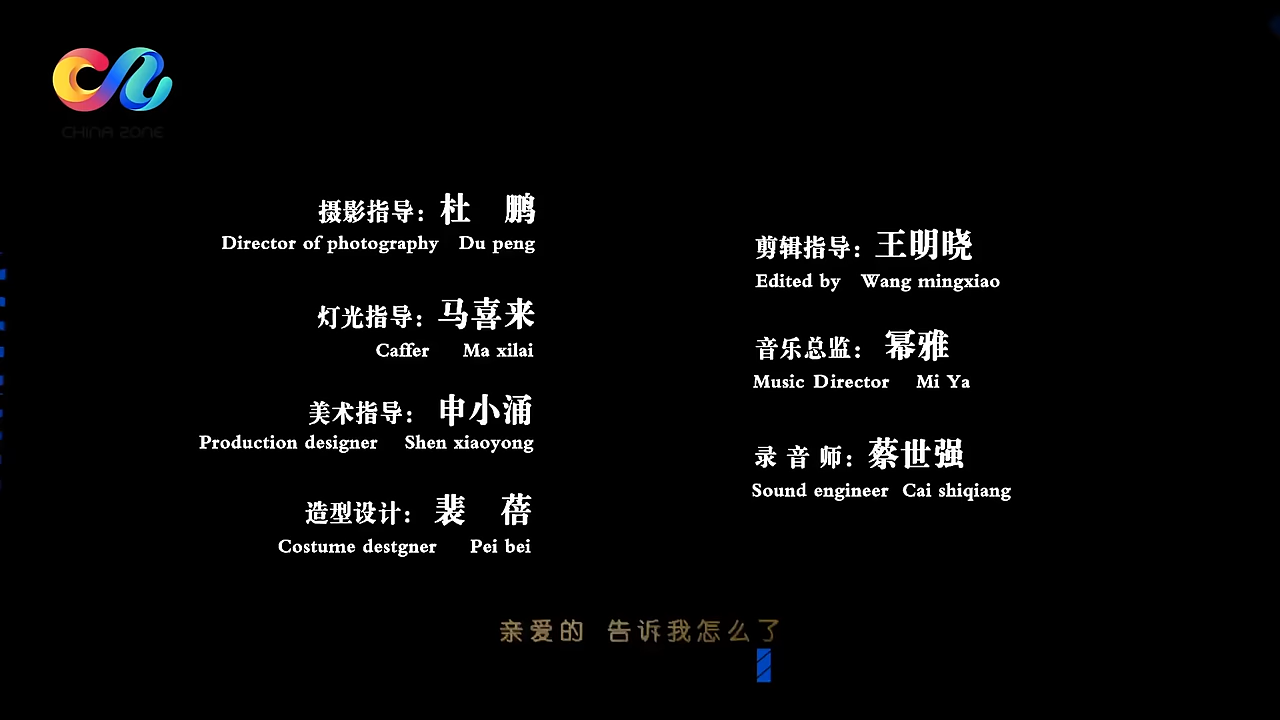 CHINA ZONE
摄影指导：杜 鹏
Director of photography Du peng
灯光指导：马喜来
Caffer Ma xilai
美术指导：申小涌
Production designer Shen xiaoyong
造型设计：裴 蓓
Costume destgner Pei bei
剪辑指导：王明晓
Edited by Wang mingxiao
音乐总监：幂雅
Music Director Mi Ya
录 音 师：蔡世强
Sound engineer Cai shiqiang
亲爱的 告诉我怎么了